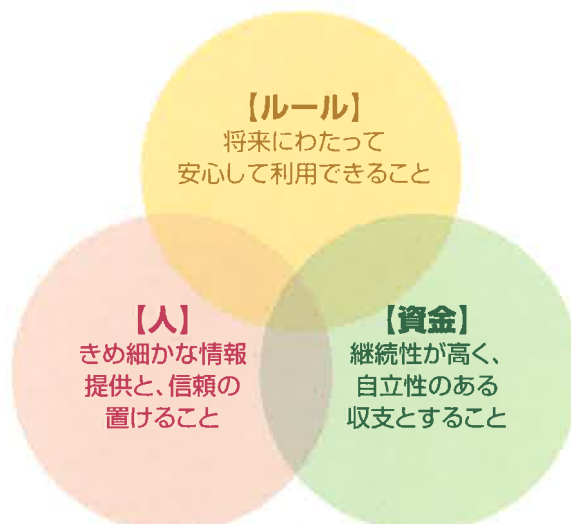 【ルール】
将来にわたって
安心して利用できること
【人】
きめ細かな情報
提供と、信頼の
置けること
【資金】
継続性が高く、
自立性のある
収支とすること